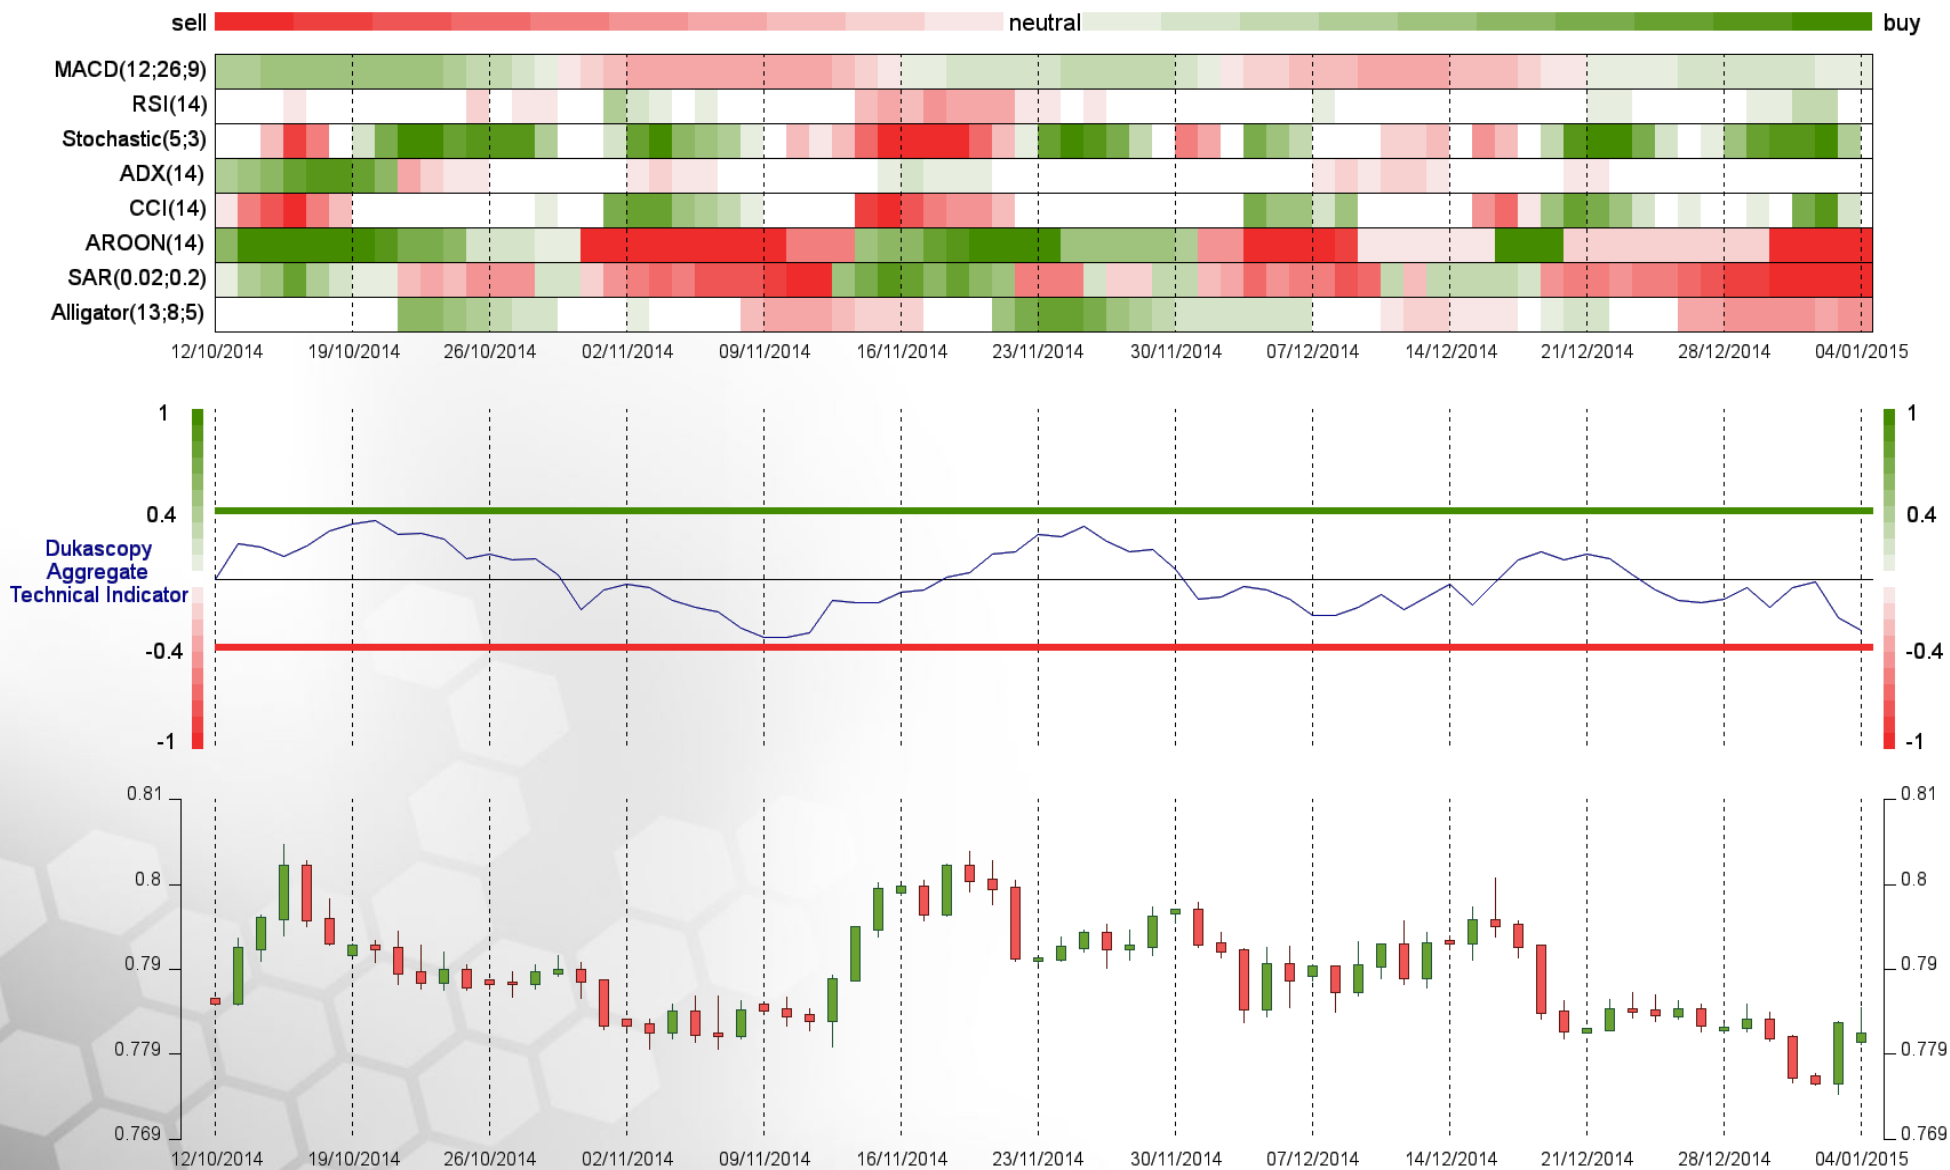 sell neutral buy
MACD(12;26;9)
RSI(14)
Stochastic(5;3)
ADX(14)
CCI(14)
AROON(14)
SAR(0.02;0.2)
Alligator(13;8;5)
12/10/2014 19/10/2014 26/10/2014 02/11/2014 09/11/2014 16/11/2014 23/11/2014 30/11/2014 07/12/2014 14/12/2014 21/12/2014 28/12/2014 04/01/2015
1 1
0.4 0.4
Dukascopy
Aggregate
Technical Indicator
-0.4 -0.4
-1 -1
0.81 0.81
0.8 0.8
0.79 0.79
0.779 0.779
0.769 0.769
12/10/2014 19/10/2014 26/10/2014 02/11/2014 09/11/2014 16/11/2014 23/11/2014 30/11/2014 07/12/2014 14/12/2014 21/12/2014 28/12/2014 04/01/2015